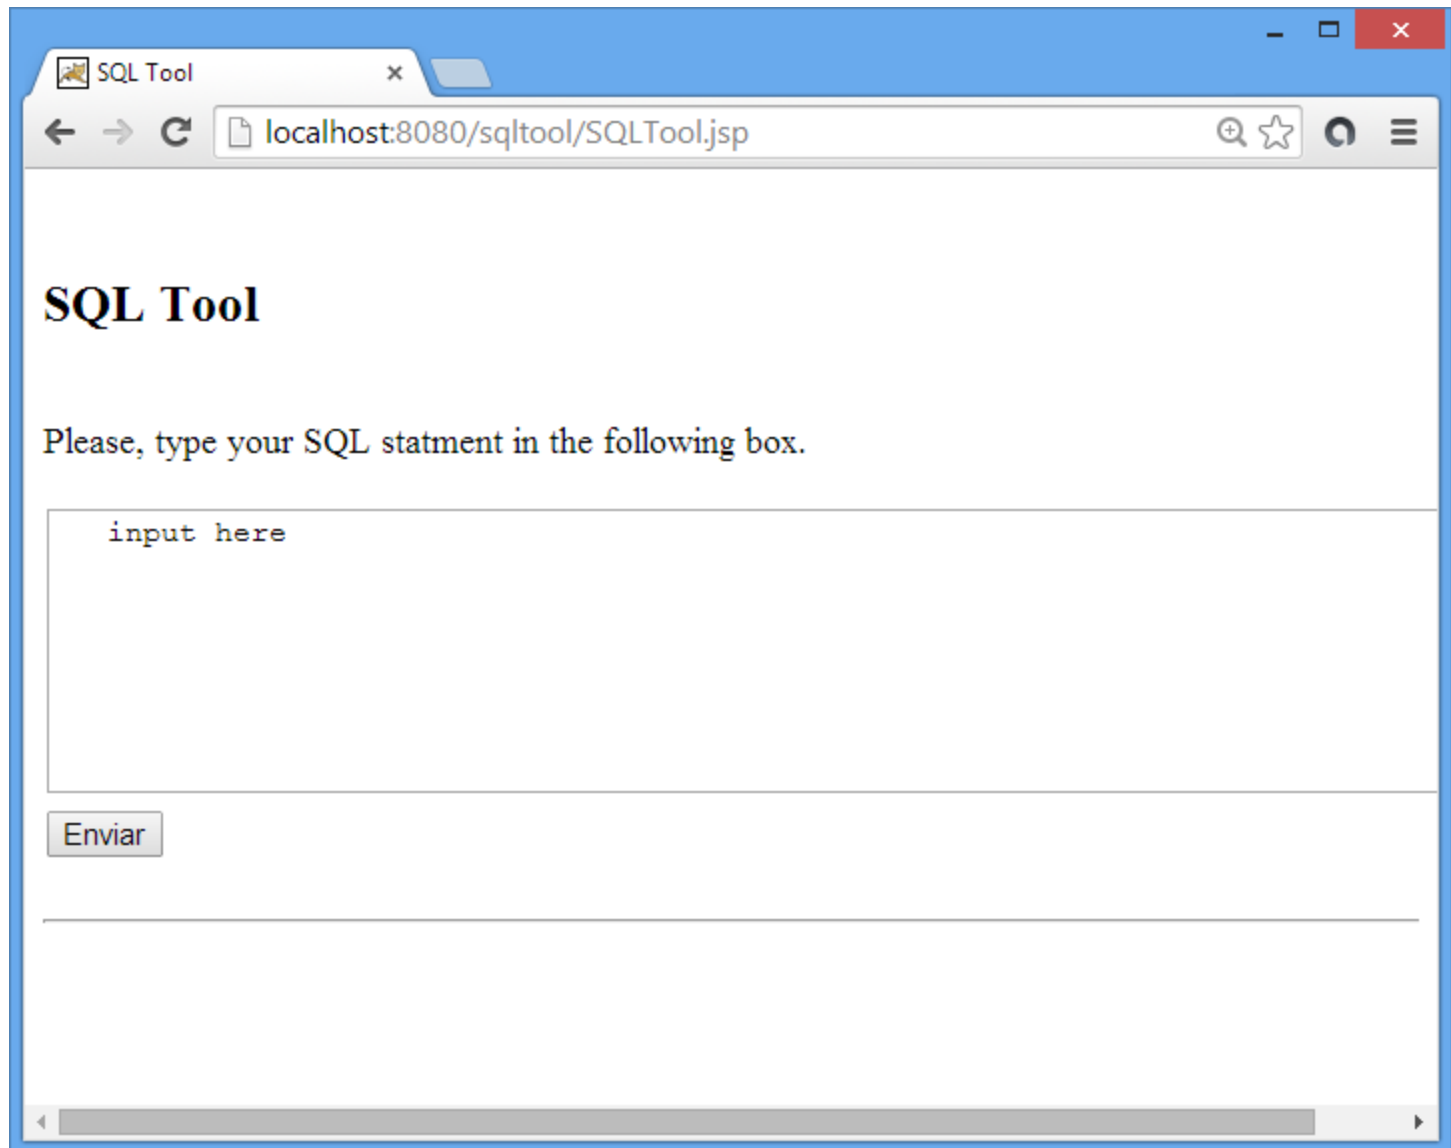 SQL Tool
localhost:8080/sqltool/SQLTool.jsp
SQL Tool
Please, type your SQL statment in the following box.
input here
Enviar